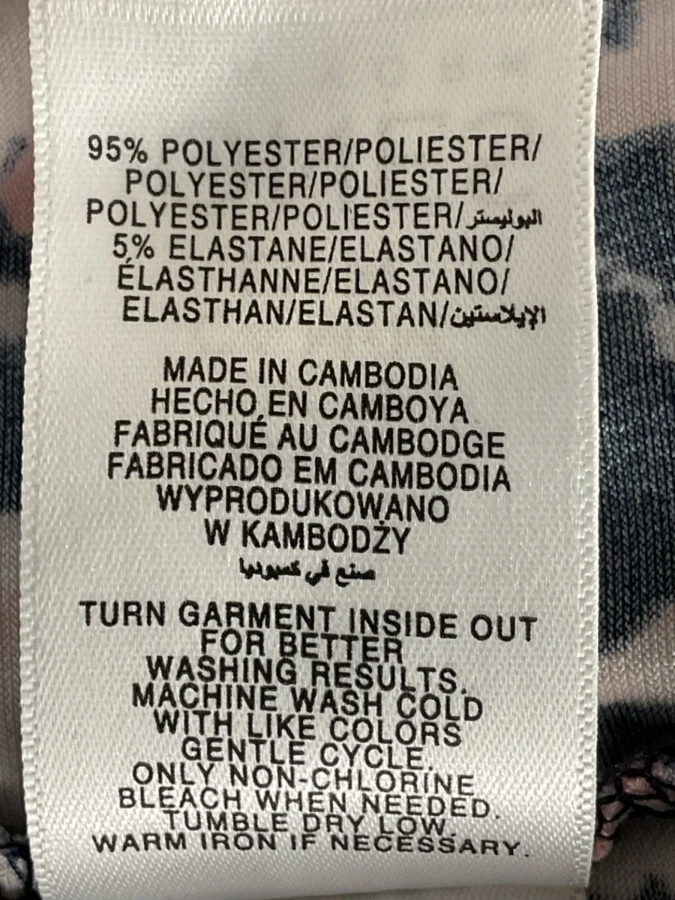 95% POLYESTER/POLIESTER/
POLYESTER/POLIESTER/
POLYESTER/POLIESTER/البوليستر
5% ELASTANE/ELASTANO/
ÉLASTHANNE/ELASTANO/
ELASTHAN/ELASTAN/الإيلاستين
MADE IN CAMBODIA
HECHO EN CAMBOYA
FABRIQUÉ AU CAMBODGE
FABRICADO EM CAMBODIA
WYPRODUKOWANO
W KAMBODŻY
صنع في كمبوديا
TURN GARMENT INSIDE OUT
FOR BETTER
WASHING RESULTS.
MACHINE WASH COLD
WITH LIKE COLORS
GENTLE CYCLE.
ONLY NON-CHLORINE
BLEACH WHEN NEEDED.
TUMBLE DRY LOW.
WARM IRON IF NECESSARY.